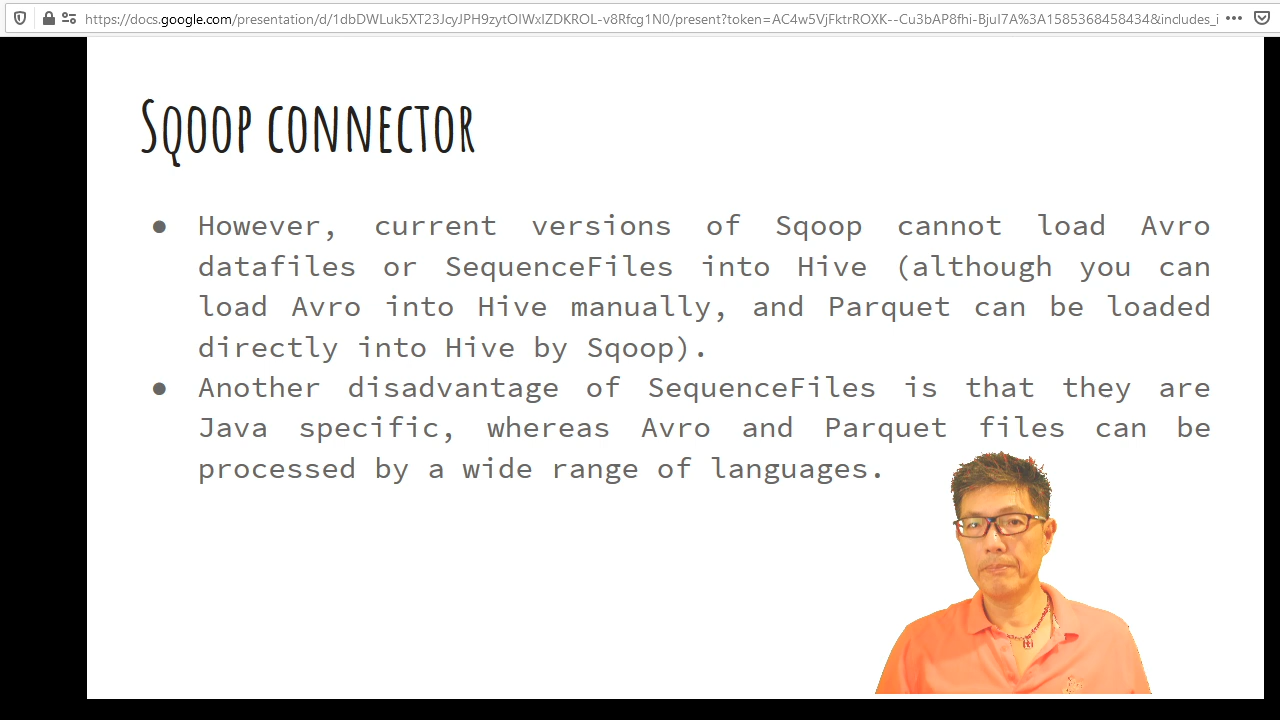 https://docs.google.com/presentation/d/1dbDWLuk5XT23JcyJPH9zytOIWxIZDKROL-v8Rfcg1N0/present?token=AC4w5VjFktrROXK--Cu3bAP8fhi-BjuI7A%3A1585368458434&includes_i
Sqoop connector
● However, current versions of Sqoop cannot load Avro
datafiles or SequenceFiles into Hive (although you can
load Avro into Hive manually, and Parquet can be loaded
directly into Hive by Sqoop).
● Another disadvantage of SequenceFiles is that they are
Java specific, whereas Avro and Parquet files can be
processed by a wide range of languages.